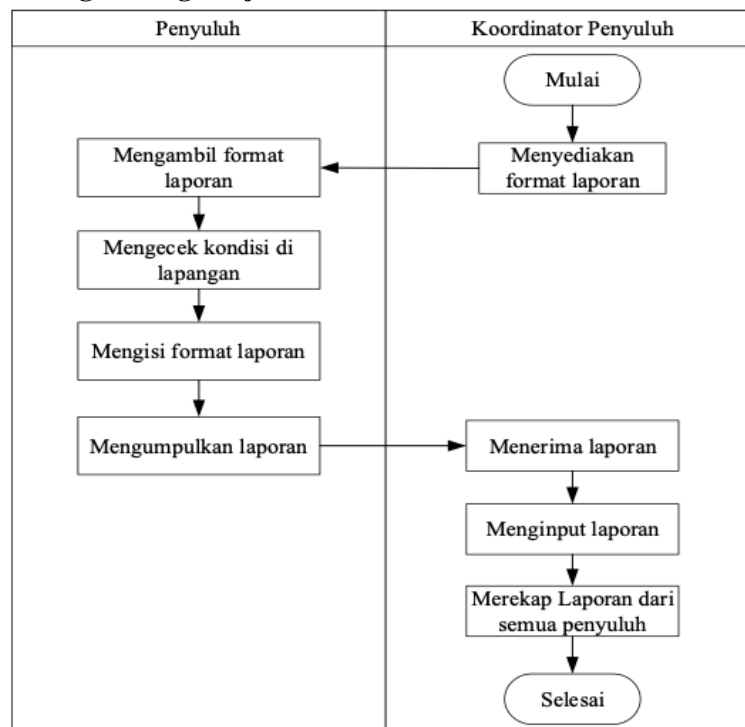 Penyuluh
Koordinator Penyuluh
Mulai
Menyediakan
format laporan
Mengambil format
laporan
Mengecek kondisi di
lapangan
Mengisi format laporan
Mengumpulkan laporan
Menerima laporan
Menginput laporan
Merekap Laporan dari
semua penyuluh
Selesai